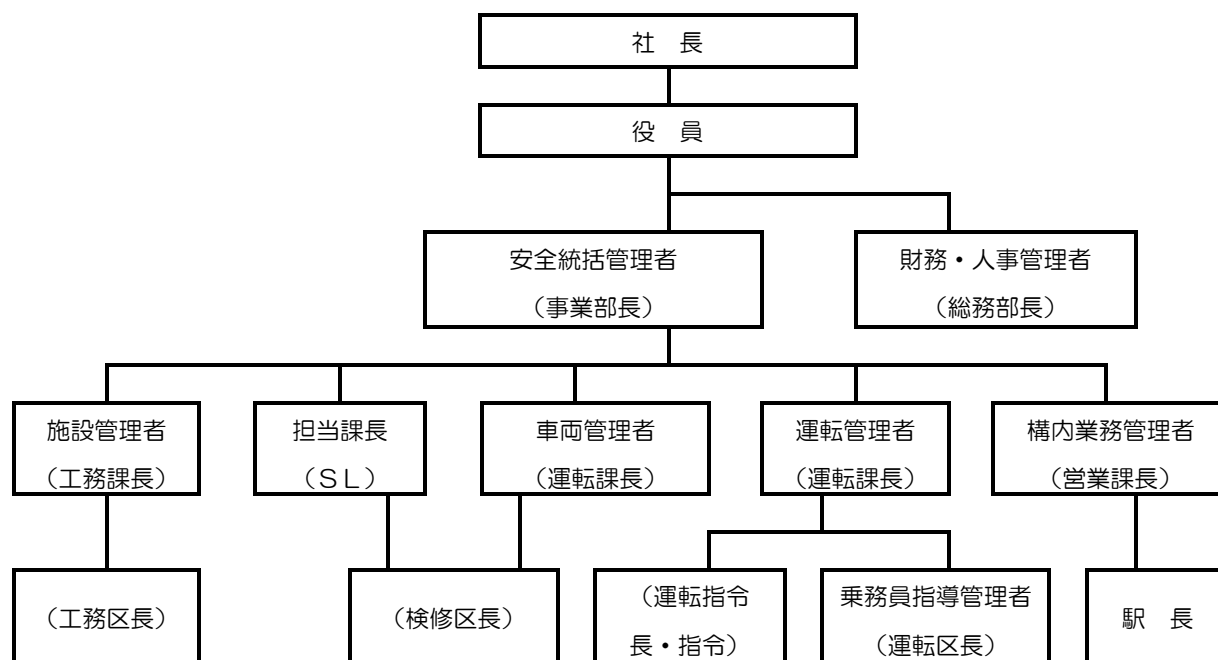 社　長
役　員
安全統括管理者
（事業部長）
財務・人事管理者
（総務部長）
施設管理者
（工務課長）
担当課長
（ＳＬ）
車両管理者
（運転課長）
運転管理者
（運転課長）
構内業務管理者
（営業課長）
（工務区長）
（検修区長）
（運転指令
長・指令）
乗務員指導管理者
（運転区長）
駅　長